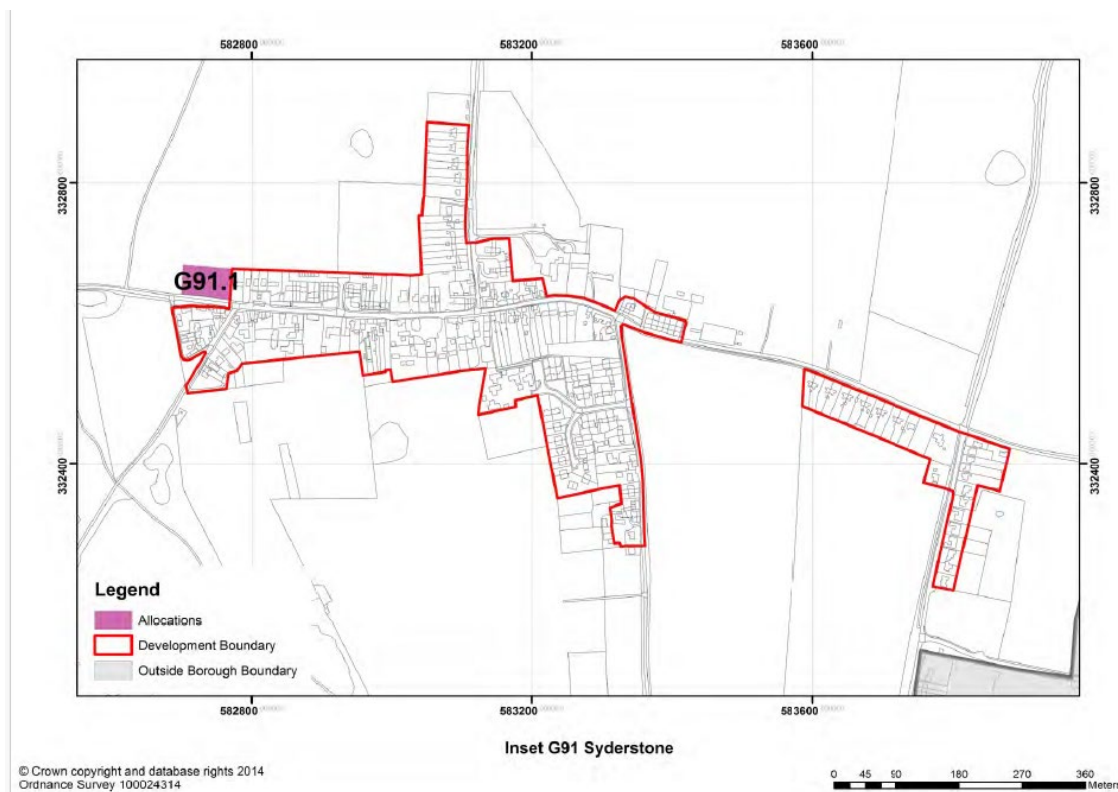 582800
583200
583600
332800
332800
G91.1
332400
332400
Legend
Allocations
Development Boundary
Outside Borough Boundary
582800
583200
583600
Inset G91 Syderstone
© Crown copyright and database rights 2014
Ordnance Survey 100024314
0 45 90 180 270 360
Meters